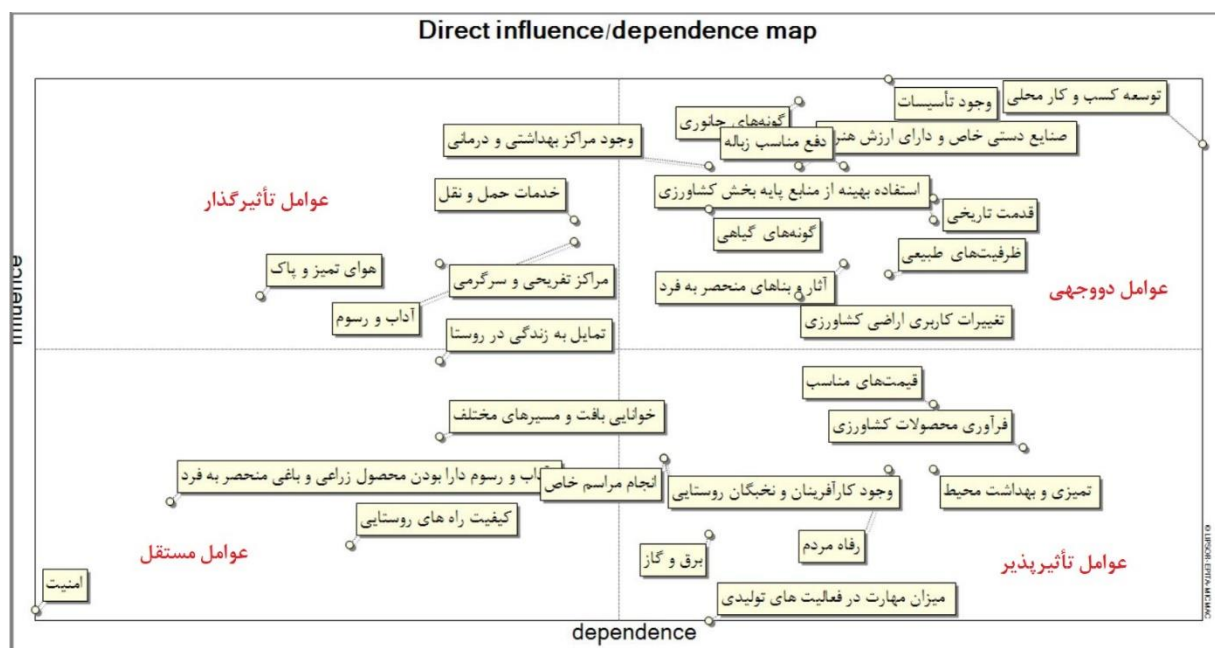 Direct influence/dependence map
وجود تأسیسات
توسعه کسب و کار محلی
گونه‌های جانوری
صنایع دستی خاص و دارای ارزش هنر
دفع مناسب زباله
وجود مراکز بهداشتی و درمانی
استفاده بهینه از منابع پایه بخش کشاورزی
خدمات حمل و نقل
عوامل تأثیرگذار
قدمت تاریخی
گونه‌های گیاهی
ظرفیت‌های طبیعی
هوای تمیز و پاک
مراکز تفریحی و سرگرمی
آثار و بناهای منحصر به فرد
عوامل دووجهی
آداب و رسوم
تغییرات کاربری اراضی کشاورزی
influence
تمایل به زندگی در روستا
قیمت‌های مناسب
خوانایی بافت و مسیرهای مختلف
فرآوری محصولات کشاورزی
آداب و رسوم دارا بودن محصول زراعی و باغی منحصر به فرد
انجام مراسم خاص
وجود کارآفرینان و نخبگان روستایی
تمیزی و بهداشت محیط
کیفیت راه های روستایی
رفاه مردم
برق و گاز
عوامل مستقل
عوامل تأثیرپذیر
امنیت
میزان مهارت در فعالیت های تولیدی
dependence
© LIPSOR-EPITA-MICMAC